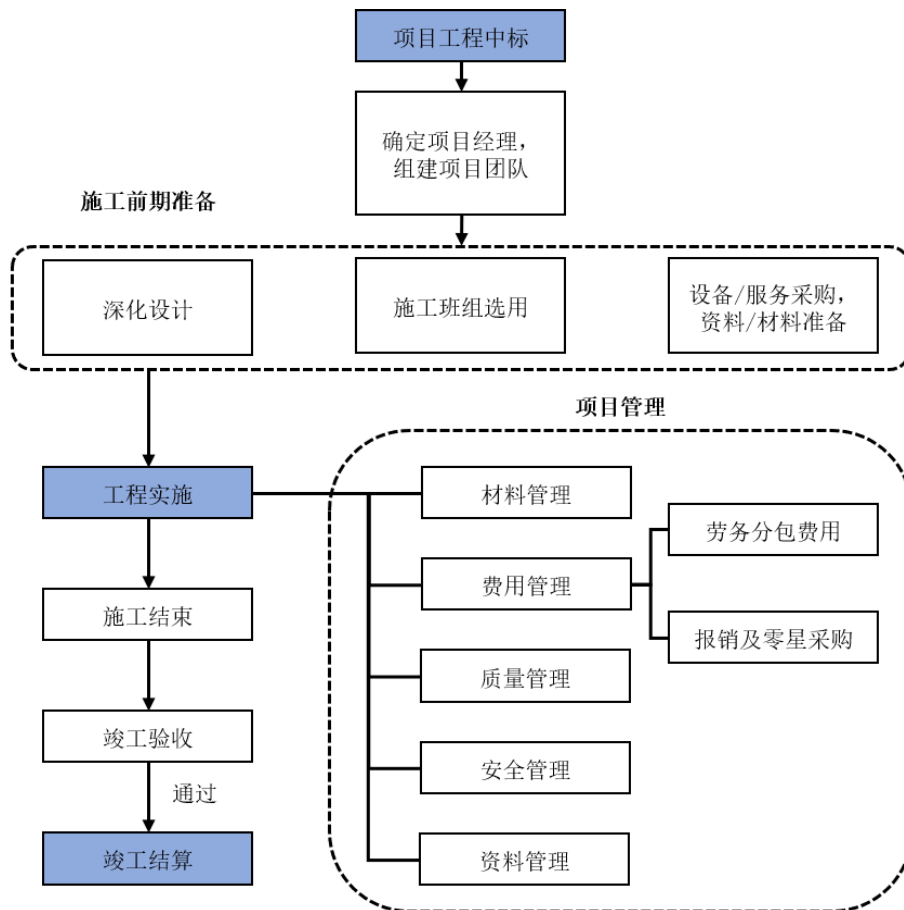 项目工程中标
确定项目经理，
组建项目团队
施工前期准备
深化设计
施工班组选用
设备/服务采购，
资料/材料准备
项目管理
工程实施
材料管理
劳务分包费用
费用管理
施工结束
报销及零星采购
质量管理
竣工验收
安全管理
通过
竣工结算
资料管理